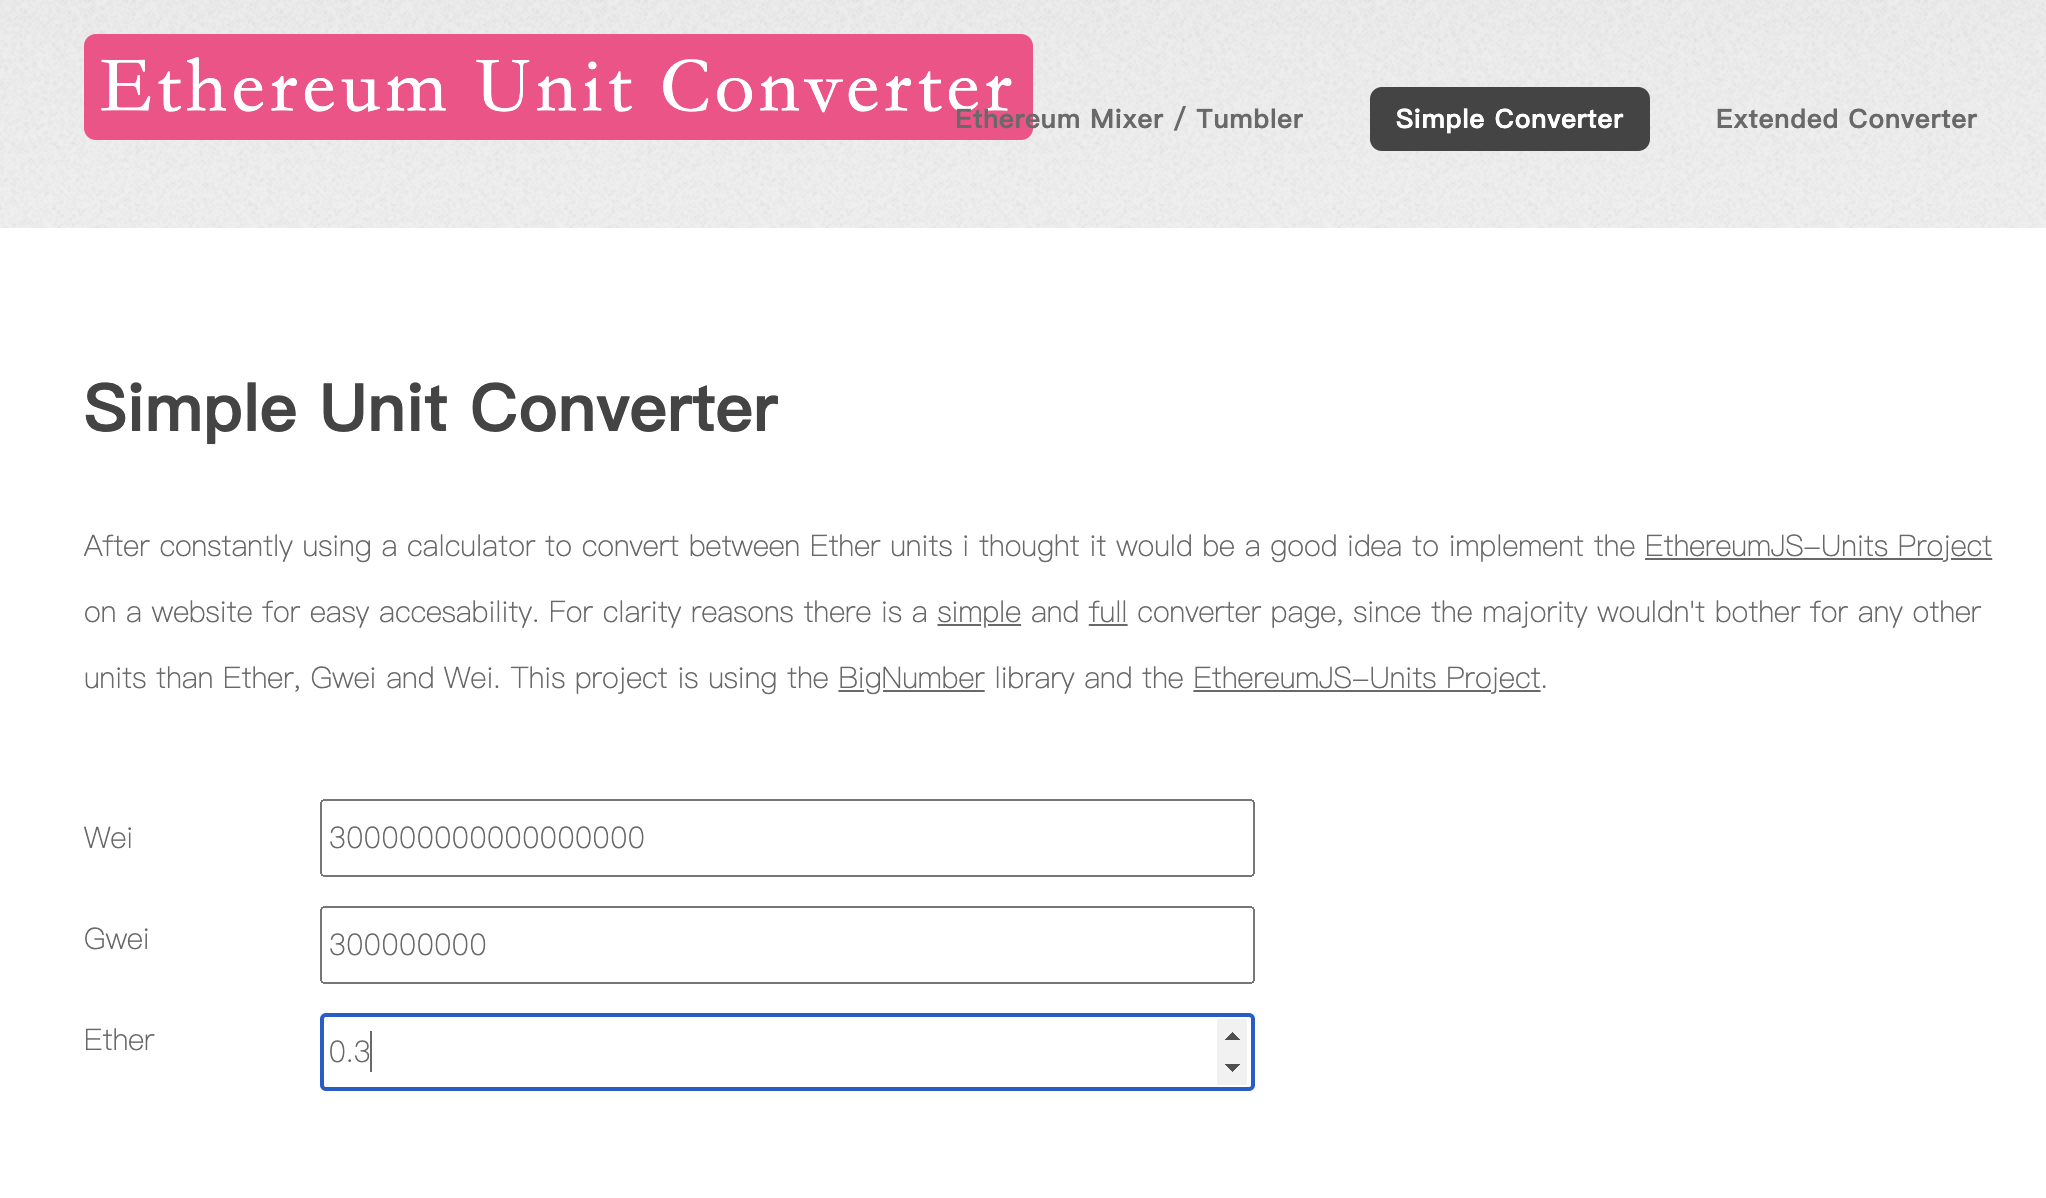 Ethereum Unit Converter
Ethereum Mixer / Tumbler
Simple Converter
Extended Converter
Simple Unit Converter
After constantly using a calculator to convert between Ether units i thought it would be a good idea to implement the EthereumJS-Units Project
on a website for easy accesability. For clarity reasons there is a simple and full converter page, since the majority wouldn't bother for any other
units than Ether, Gwei and Wei. This project is using the BigNumber library and the EthereumJS-Units Project.
Wei
300000000000000000
Gwei
300000000
Ether
0.3